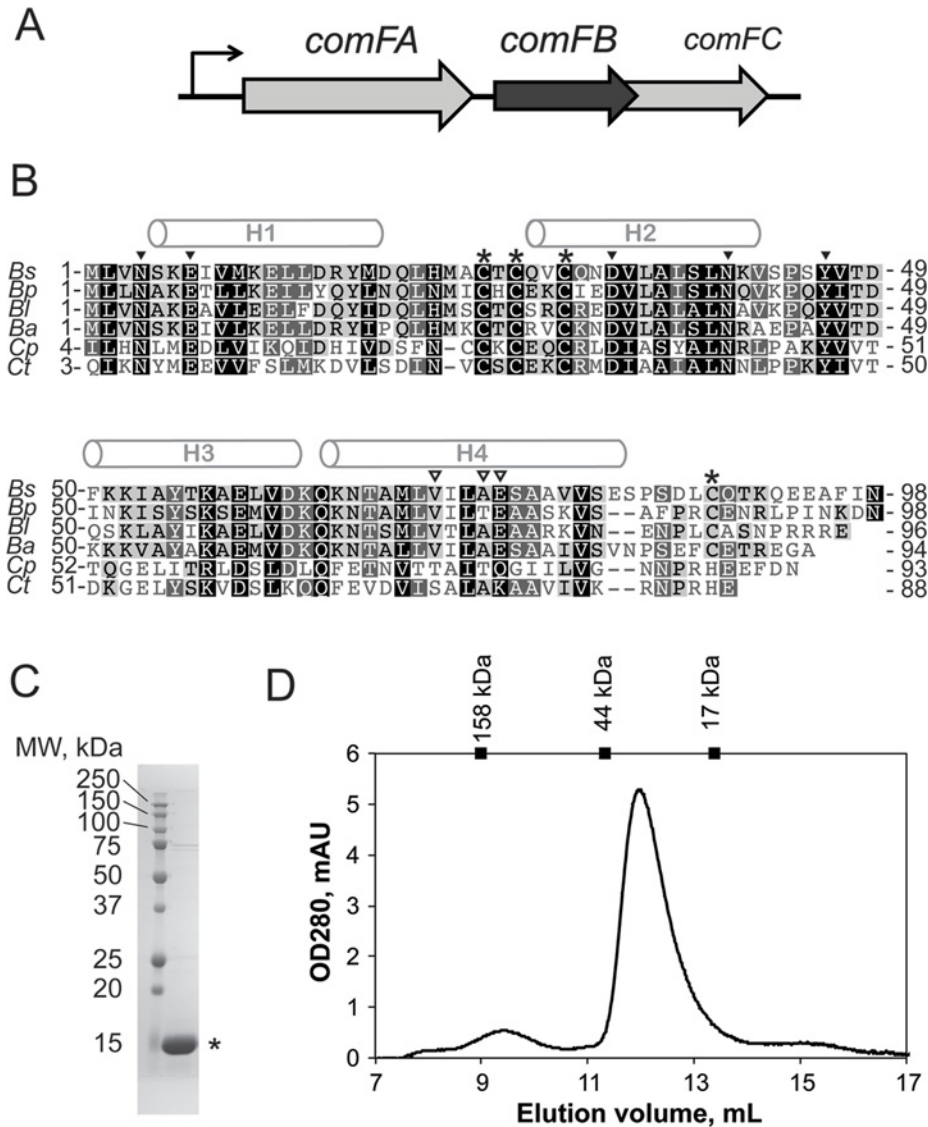 A
comFA comFB comFC
B
H1 H2
* * * 
Bs 1-MLVNSKEIVMKELLDRYMDQLHMACTCQVCQNDVLALSLNKVSPSYVTD-49
Bp 1-MLLNAKETLLKEILYQYLNQLNMICHCEKCIEDVLAISLNQVKPQYITD-49
Bl 1-MLVNAKEAVLEELFDQYIDQLHMKCSCSRCREDVLALALNAVKPQYVTN-49
Ba 1-MLVNAKEIVLKELLDRYIPQLHMKCTCRVCKNDVLALSLNRAEPAYVTD-49
Cp 4-ILHNLMEDLVIKQIDHIVDSFN-CCKCEQCRLDIASYALNRLPAKYVVT-51
Ct 3-QIKNYMEEVVFSLMKDVLSDIN-VCSCEKCRMDIAAIALNNLPPKYIVT-50
H3 H4
*
Bs 50-FKKIAYTKAELVDKQKNTAMLVILAESAAVVSESPSDLCQTKQEEAFIN-98
Bp 50-INKISYSKSEMVDKQKNTAMLVILTEAASKVS--AFPRCENRLPINKDN-98
Bl 50-QSKLAYIKAELVDKQKNTAMLVILAEAAKVVN--ENPLCASNPRRRE-96
Ba 50-KKKVAYAKAEMVDKQKNTALLVILAESAAIVSVNPSEFCETREGA-94
Cp 52-TQGELITRLDSLDLQFETNVTTAITQGIILVG--NNPRHEEFDN-93
Ct 51-DKGELYSKVDSLKQQFEVDVISALAKAAVIVK--RNPRHE-88
C
MW, kDa
250
150
100
75
50
37
25
20
15 *
D
158 kDa
44 kDa
17 kDa
OD280, mAU
6
5
4
3
2
1
0
7 9 11 13 15 17
Elution volume, mL